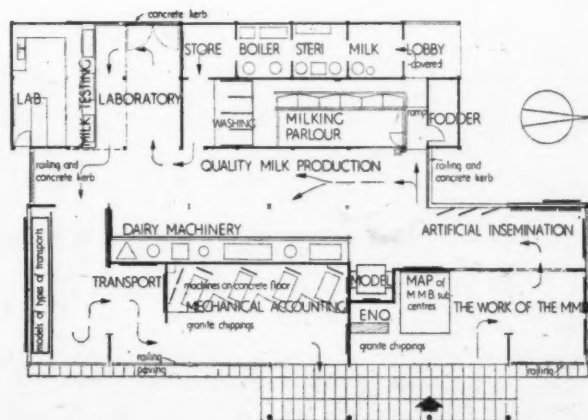 concrete kerb
STORE
BOILER
STERI
MILK
LOBBY
covered
LAB
MILK TESTING
LABORATORY
WASHING
MILKING
PARLOUR
ramp
FODDER
railing and
concrete kerb
QUALITY MILK PRODUCTION
railing and
concrete kerb
DAIRY MACHINERY
ARTIFICIAL INSEMINATION
models of types of transports
TRANSPORT
machines on concrete floor
MECHANICAL ACCOUNTING
granite chippings
MODEL
MAP of
MMB sub-
centres
ENQ
THE WORK OF THE MMB
granite chippings
railing
paving
railing